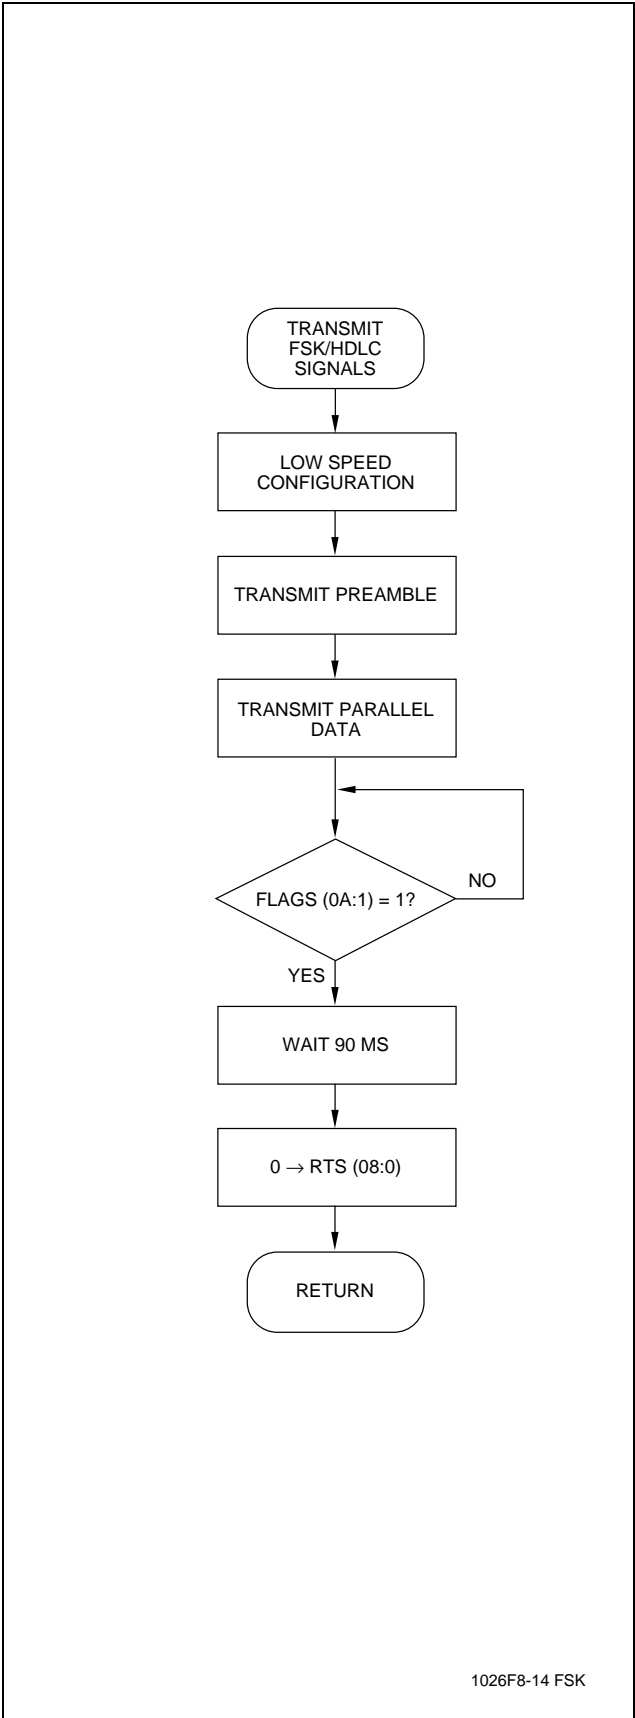 TRANSMIT
FSK/HDLC
SIGNALS
LOW SPEED
CONFIGURATION
TRANSMIT PREAMBLE
TRANSMIT PARALLEL
DATA
FLAGS (0A:1) = 1?
NO
YES
WAIT 90 MS
0 → RTS (08:0)
RETURN
1026F8-14 FSK